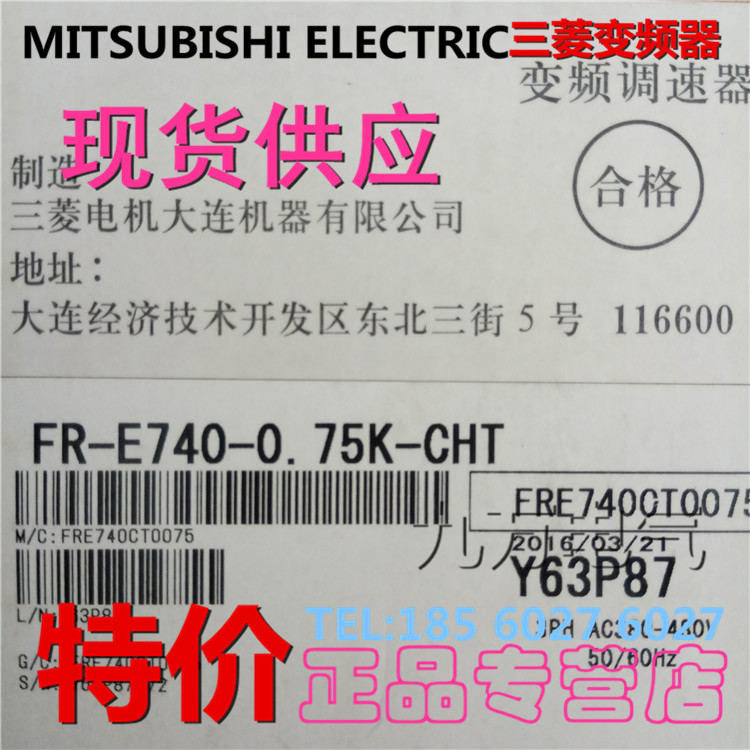 MITSUBISHI ELECTRIC三菱变频器
变频调速器
现货供应
制造
合格
三菱电机大连机器有限公司
地址：
大连经济技术开发区东北三街 5 号 116600
FR-E740-0.75K-CHT
FRE740CT0075
M/C:FRE740CT0075
2016/03/21
Y63P87
TEL:185 6027 6027
3PH AC380-480V
50/60Hz
特价
正品专营店